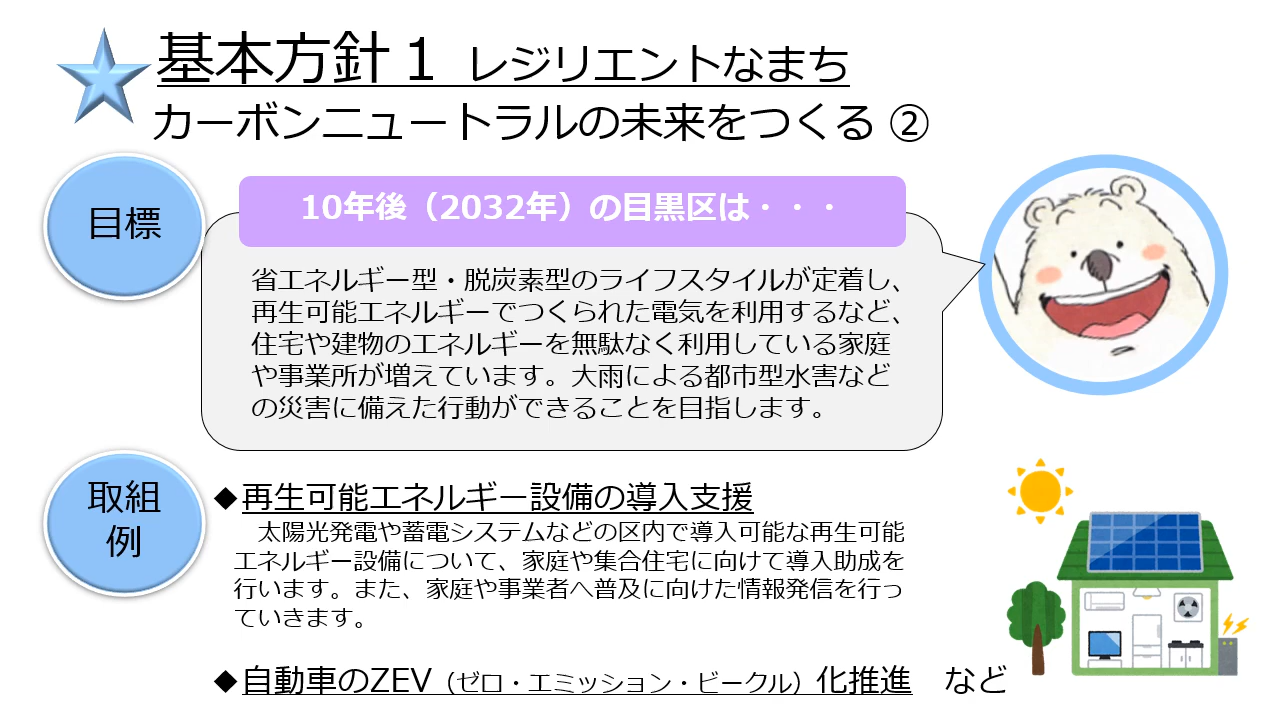 基本方針１ レジリエントなまち
カーボンニュートラルの未来をつくる ②
目標
10年後（2032年）の目黒区は・・・
省エネルギー型・脱炭素型のライフスタイルが定着し、
再生可能エネルギーでつくられた電気を利用するなど、
住宅や建物のエネルギーを無駄なく利用している家庭
や事業所が増えています。大雨による都市型水害など
の災害に備えた行動ができることを目指します。
取組
例
◆再生可能エネルギー設備の導入支援
　太陽光発電や蓄電システムなどの区内で導入可能な再生可能
エネルギー設備について、家庭や集合住宅に向けて導入助成を
行います。また、家庭や事業者へ普及に向けた情報発信を行っ
ていきます。
◆自動車のZEV（ゼロ・エミッション・ビークル）化推進　など